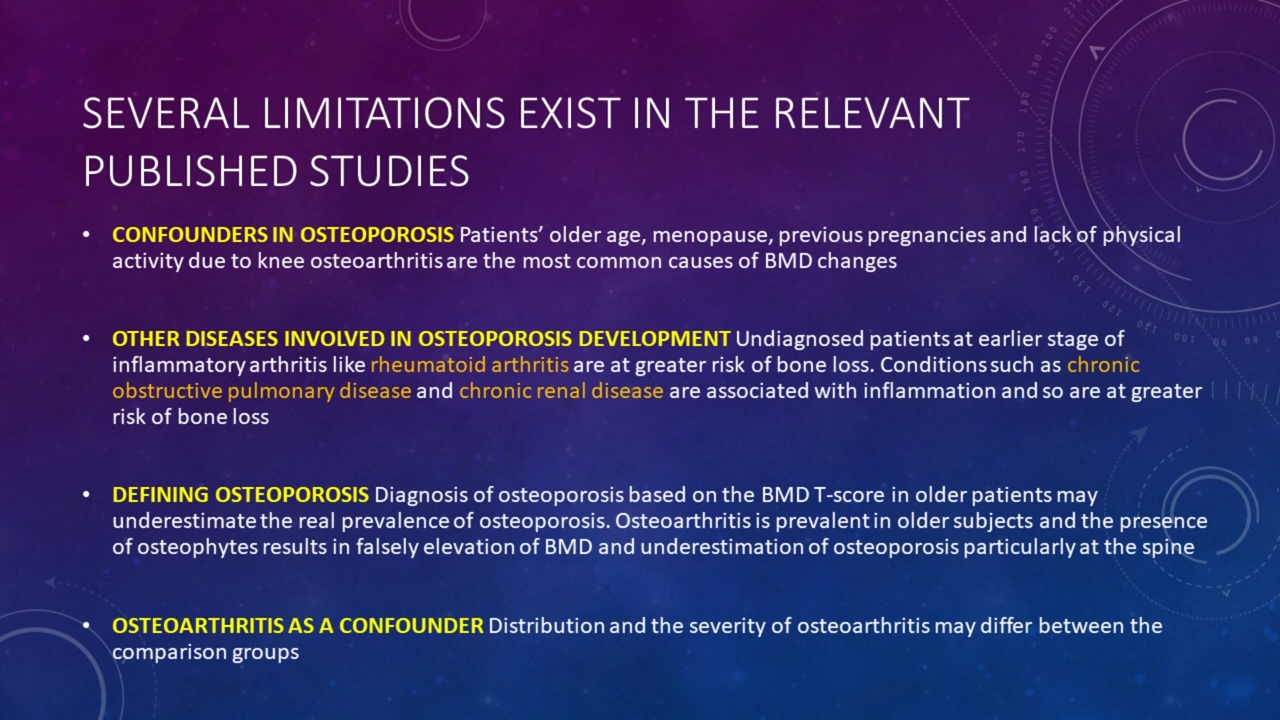 SEVERAL LIMITATIONS EXIST IN THE RELEVANT
PUBLISHED STUDIES
• CONFOUNDERS IN OSTEOPOROSIS Patients’ older age, menopause, previous pregnancies and lack of physical
activity due to knee osteoarthritis are the most common causes of BMD changes
• OTHER DISEASES INVOLVED IN OSTEOPOROSIS DEVELOPMENT Undiagnosed patients at earlier stage of
inflammatory arthritis like rheumatoid arthritis are at greater risk of bone loss. Conditions such as chronic
obstructive pulmonary disease and chronic renal disease are associated with inflammation and so are at greater
risk of bone loss
• DEFINING OSTEOPOROSIS Diagnosis of osteoporosis based on the BMD T-score in older patients may
underestimate the real prevalence of osteoporosis. Osteoarthritis is prevalent in older subjects and the presence
of osteophytes results in falsely elevation of BMD and underestimation of osteoporosis particularly at the spine
• OSTEOARTHRITIS AS A CONFOUNDER Distribution and the severity of osteoarthritis may differ between the
comparison groups